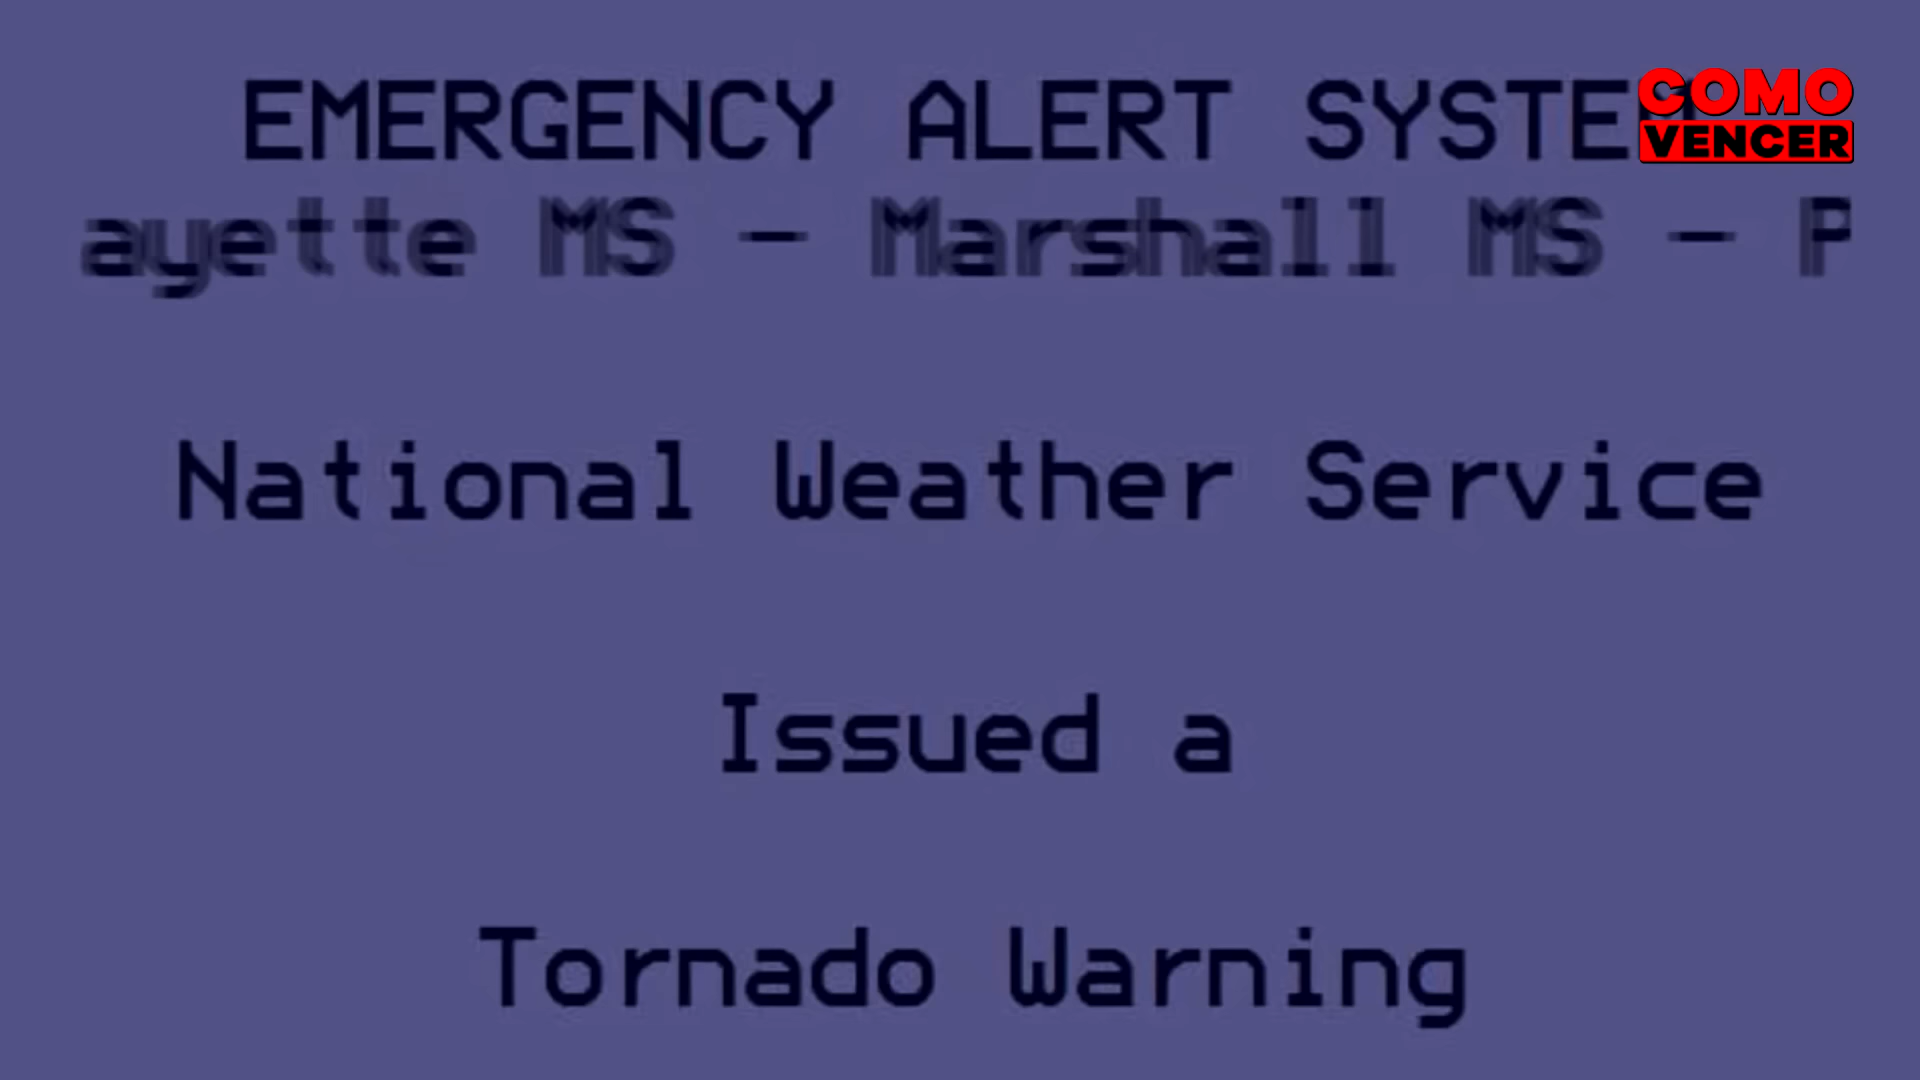 EMERGENCY ALERT SYSTEM
COMO
VENCER
ayette MS - Marshall MS - P
National Weather Service
Issued a
Tornado Warning